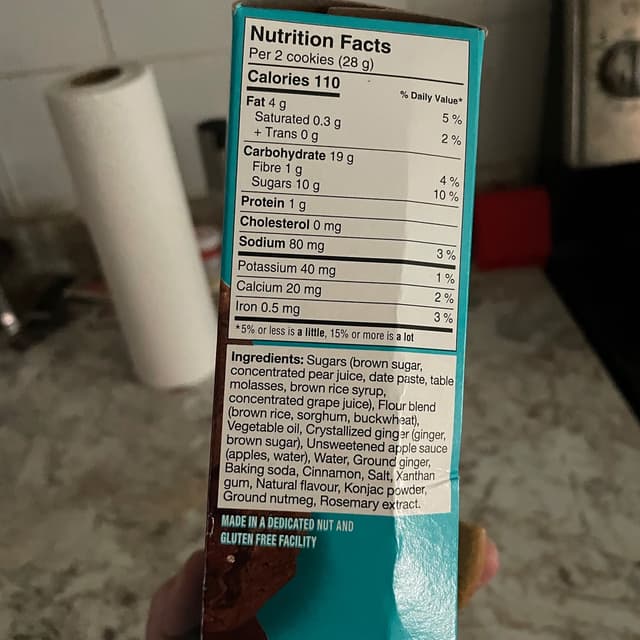 Nutrition Facts
Per 2 cookies (28 g)
Calories 110
% Daily Value*
Fat 4 g 5 %
Saturated 0.3 g
+ Trans 0 g 2 %
Carbohydrate 19 g
Fibre 1 g 4 %
Sugars 10 g 10 %
Protein 1 g
Cholesterol 0 mg
Sodium 80 mg 3 %
Potassium 40 mg 1 %
Calcium 20 mg 2 %
Iron 0.5 mg 3 %
*5% or less is a little, 15% or more is a lot
Ingredients: Sugars (brown sugar,
concentrated pear juice, date paste, table
molasses, brown rice syrup,
concentrated grape juice), Flour blend
(brown rice, sorghum, buckwheat),
Vegetable oil, Crystallized ginger (ginger,
brown sugar), Unsweetened apple sauce
(apples, water), Water, Ground ginger,
Baking soda, Cinnamon, Salt, Xanthan
gum, Natural flavour, Konjac powder,
Ground nutmeg, Rosemary extract.
MADE IN A DEDICATED NUT AND
GLUTEN FREE FACILITY